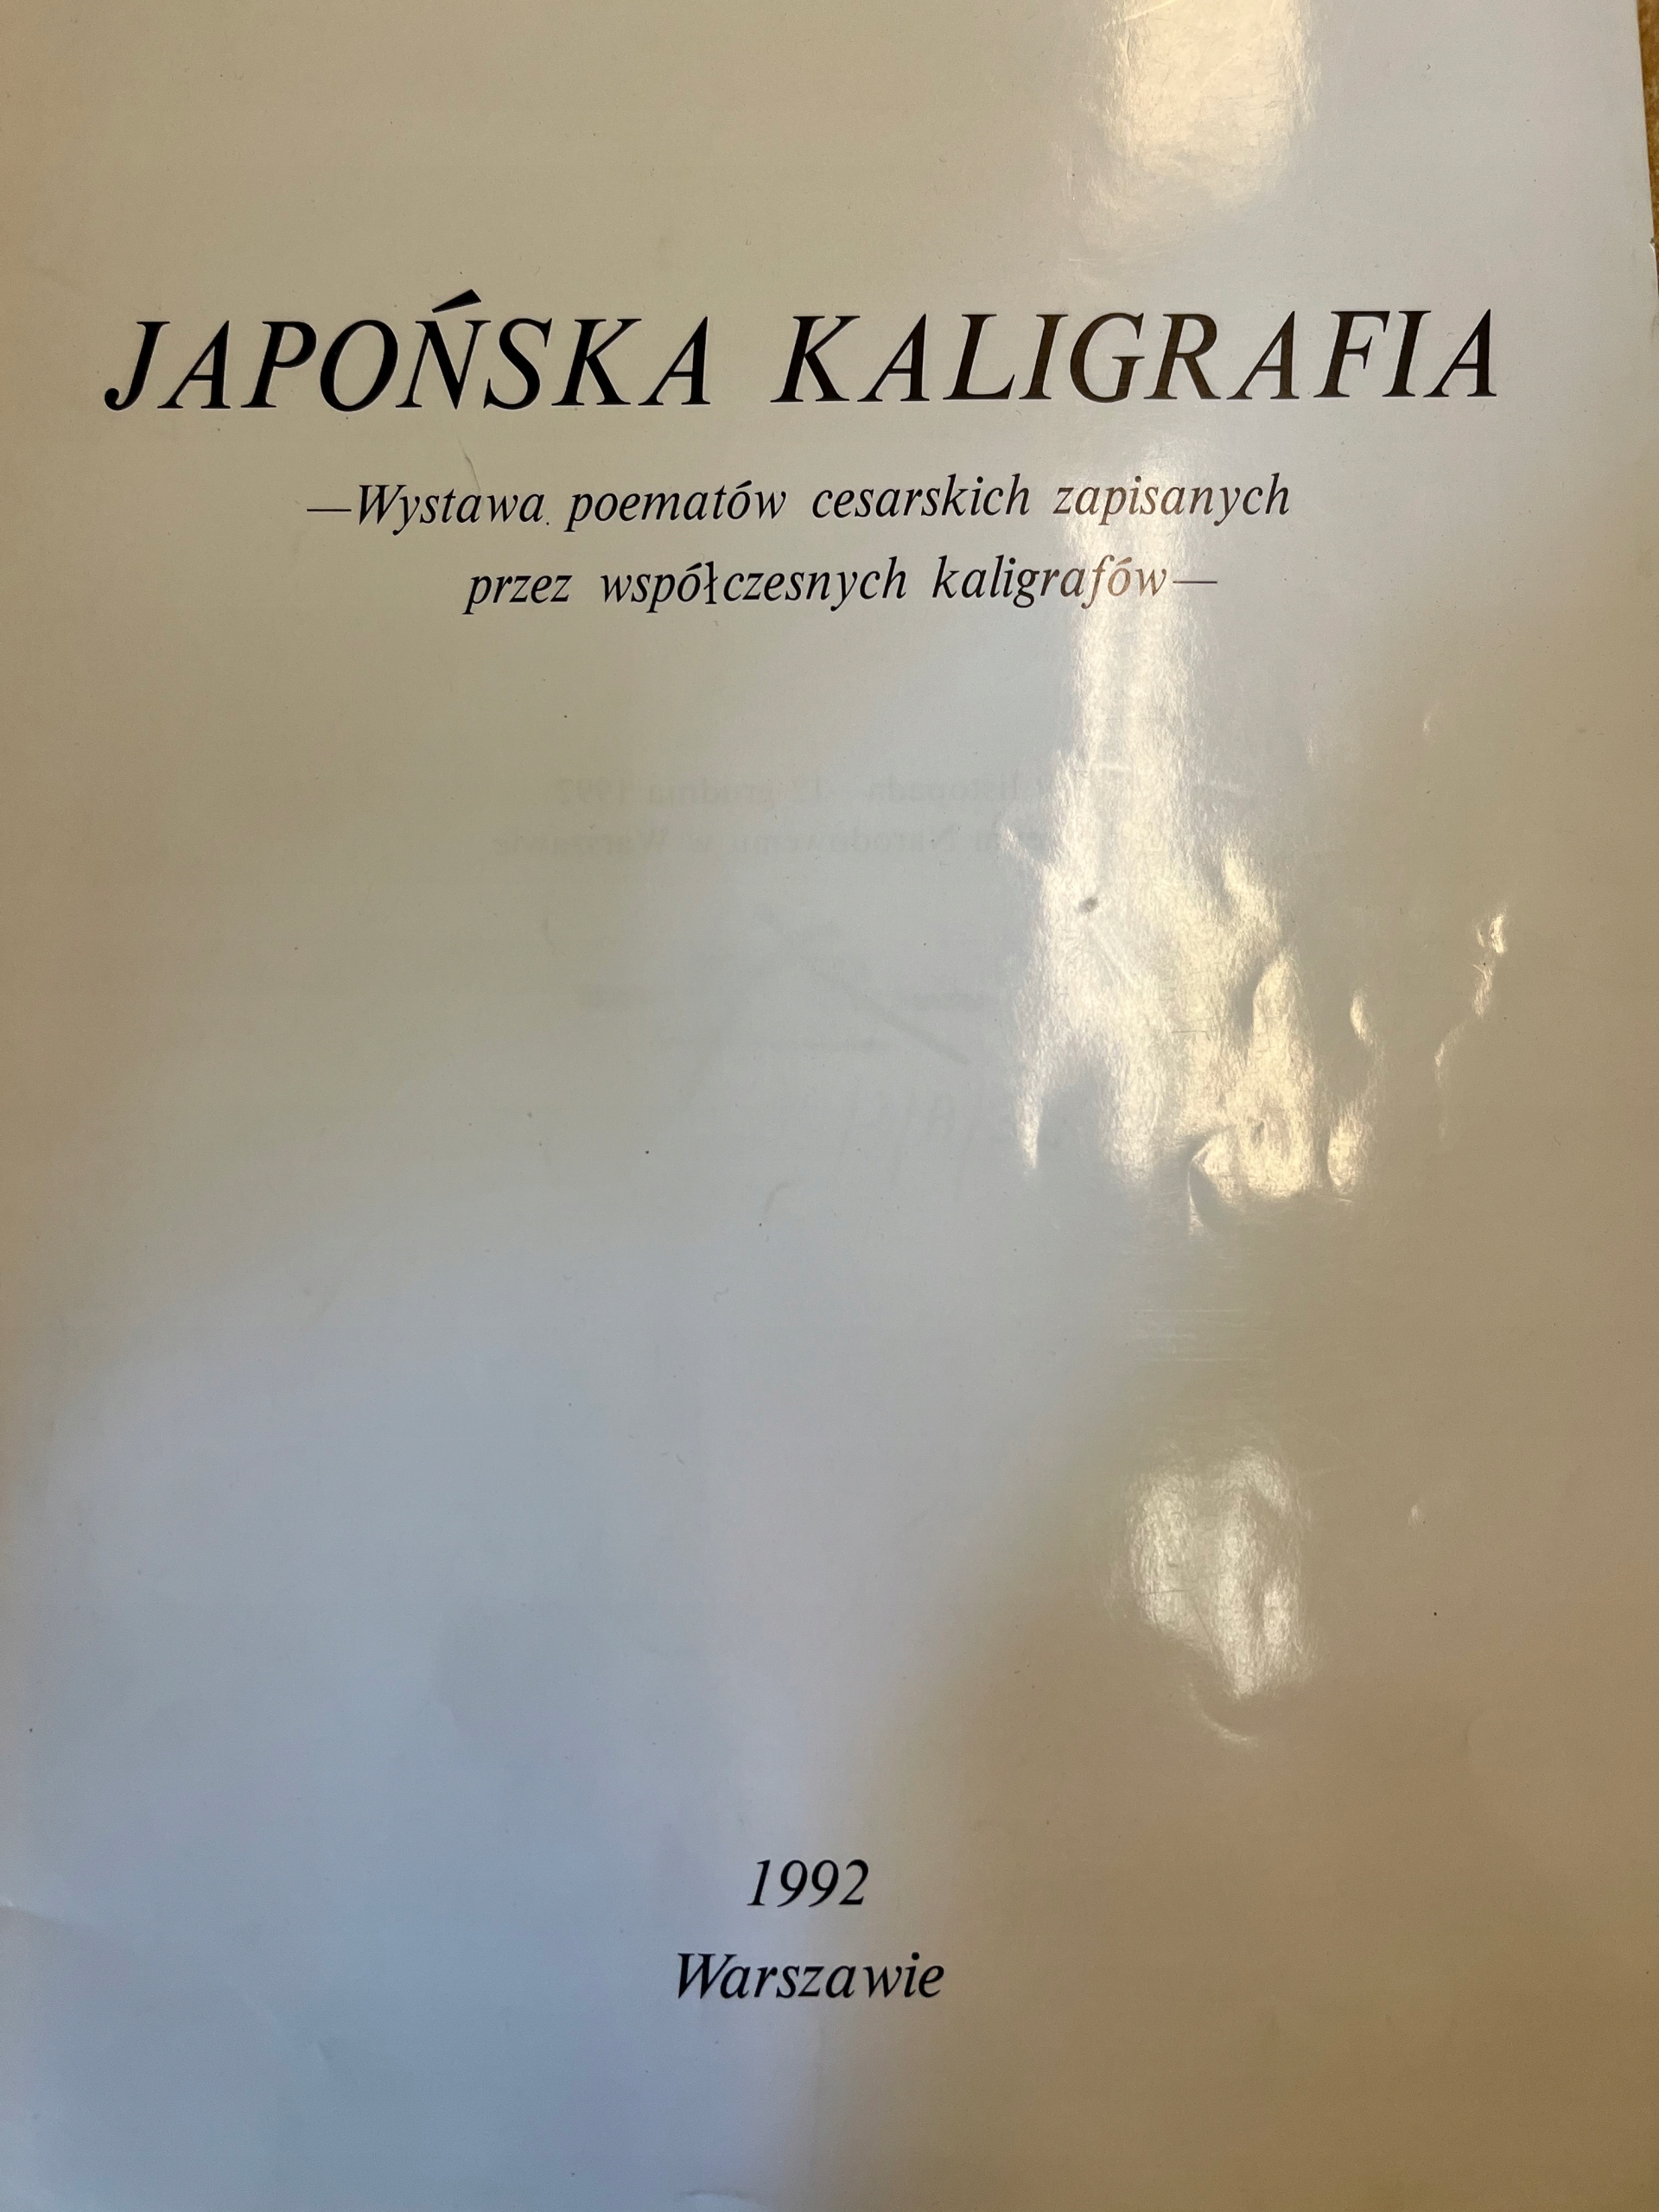 JAPOŃSKA KALIGRAFIA
—Wystawa poematów cesarskich zapisanych
przez współczesnych kaligrafów—
1992
Warszawie